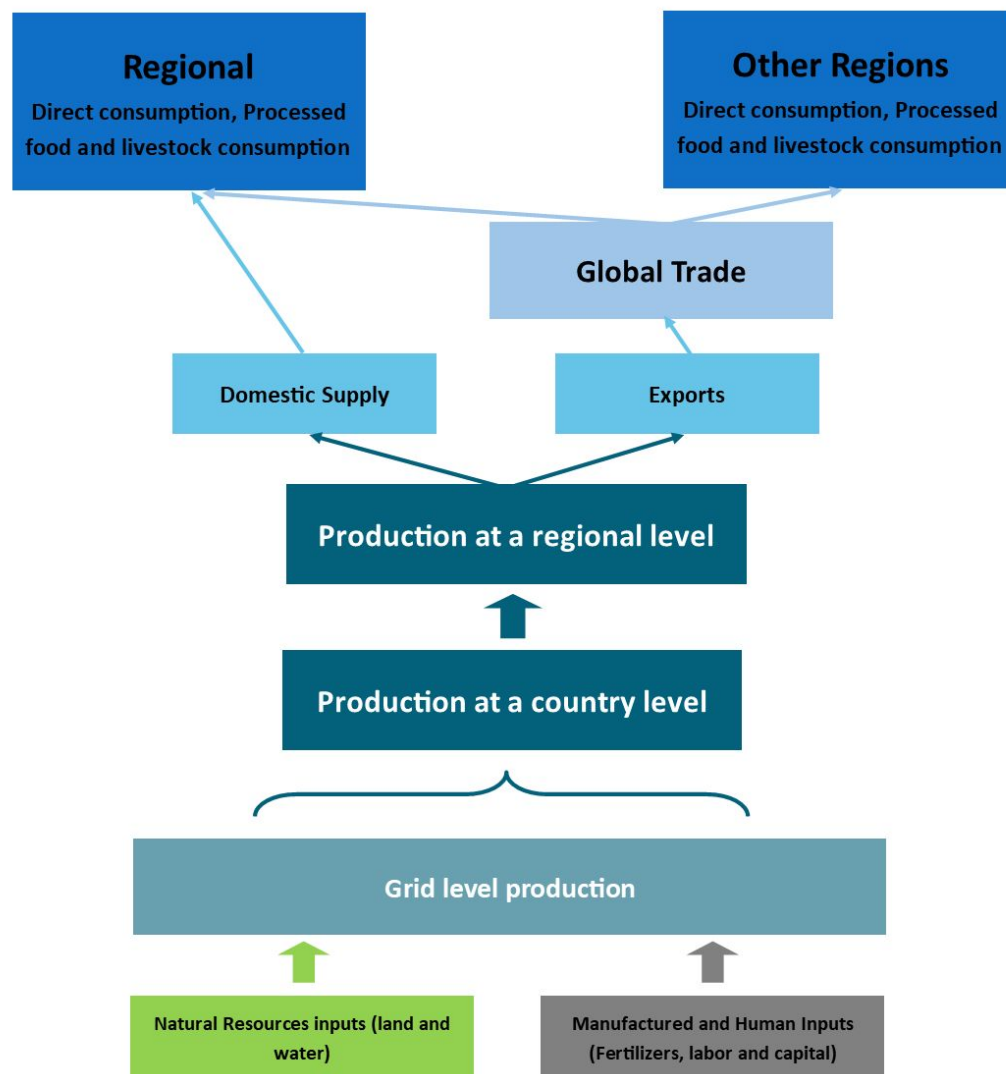 Regional
Direct consumption, Processed
food and livestock consumption
Other Regions
Direct consumption, Processed
food and livestock consumption
Global Trade
Domestic Supply
Exports
Production at a regional level
Production at a country level
Grid level production
Natural Resources inputs (land and
water)
Manufactured and Human Inputs
(Fertilizers, labor and capital)